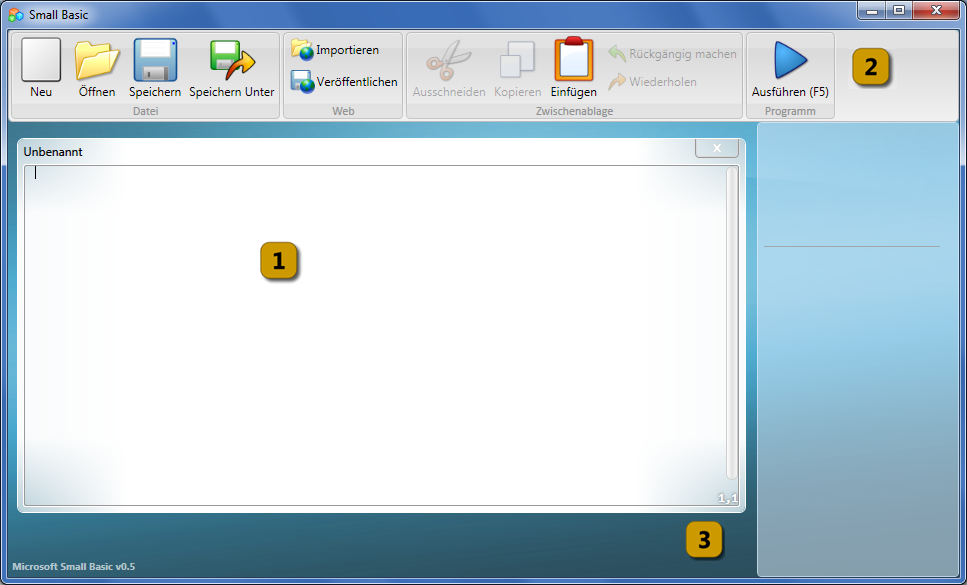 Small Basic
Neu
Öffnen
Speichern
Speichern Unter
Datei
Importieren
Veröffentlichen
Web
Ausschneiden
Kopieren
Einfügen
Rückgängig machen
Wiederholen
Zwischenablage
Ausführen (F5)
Programm
2
Unbenannt
x
1
1,1
3
Microsoft Small Basic v0.5